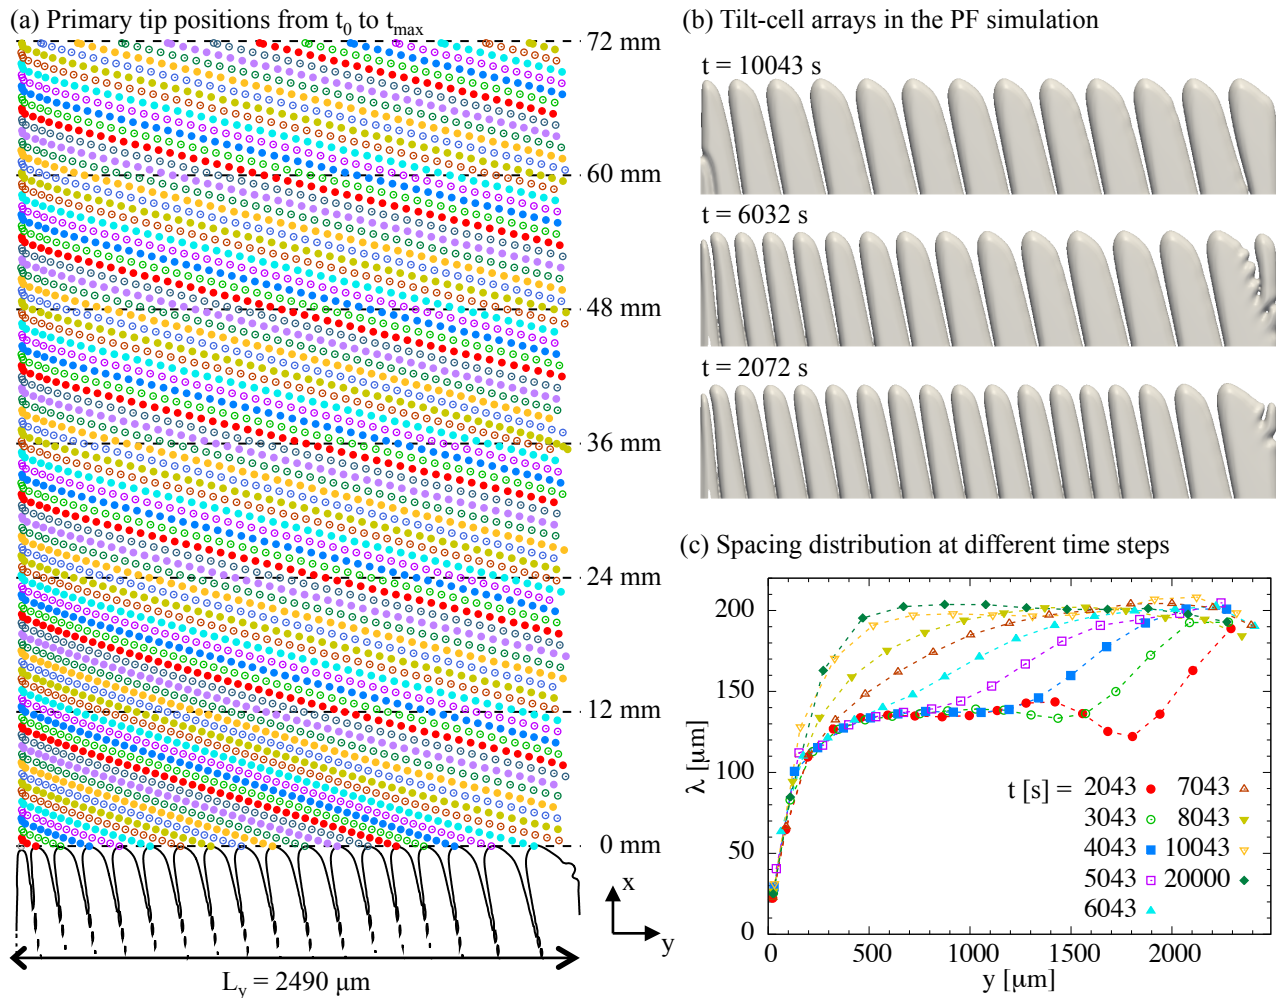 (a) Primary tip positions from t₀ to tₘₐₓ
72 mm
60 mm
48 mm
36 mm
24 mm
12 mm
0 mm
x
y
L_y = 2490 μm
(b) Tilt-cell arrays in the PF simulation
t = 10043 s
t = 6032 s
t = 2072 s
(c) Spacing distribution at different time steps
λ [μm]
200
150
100
50
0
0 500 1000 1500 2000
y [μm]
t [s] = 2043 7043
3043 8043
4043 10043
5043 20000
6043